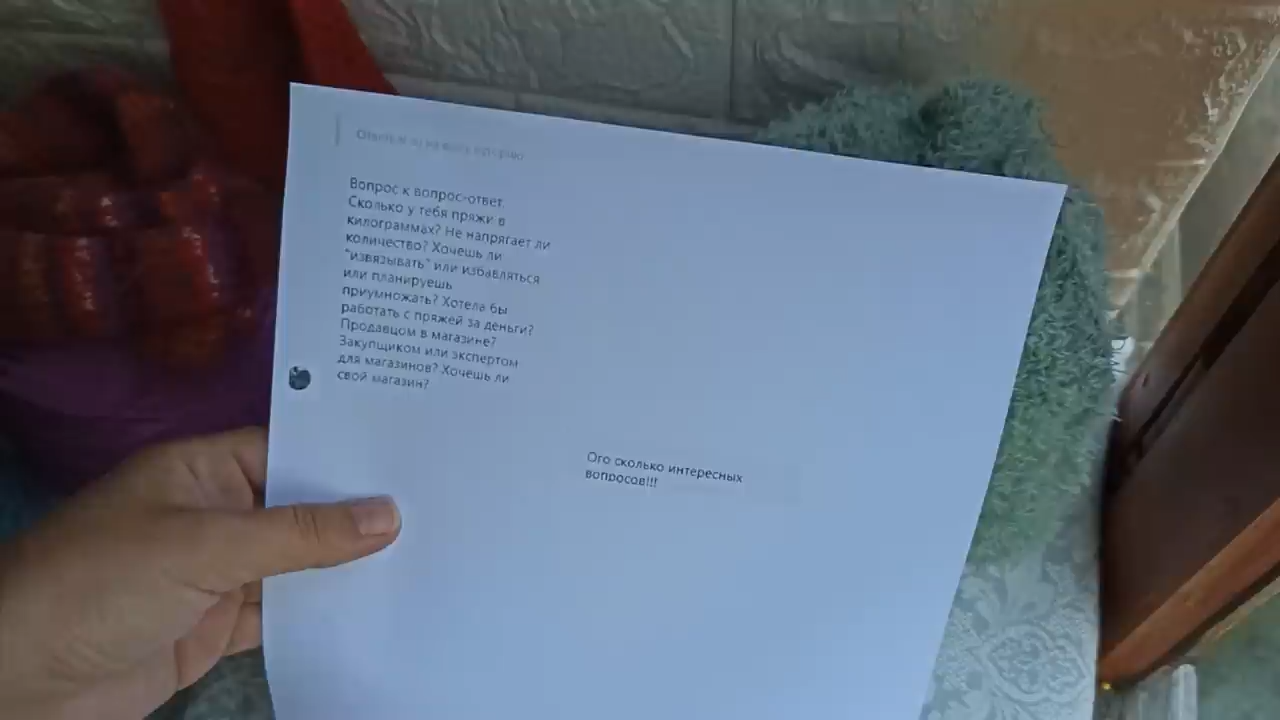 Вопрос к вопрос-ответ.
Сколько у тебя пряжи в
килограммах? Не напрягает ли
количество? Хочешь ли
"извязывать" или избавляться
или планируешь
приумножать? Хотела бы
работать с пряжей за деньги?
Продавцом в магазине?
Закупщиком или экспертом
для магазинов? Хочешь ли
свой магазин?
Ого сколько интересных
вопросов!!!